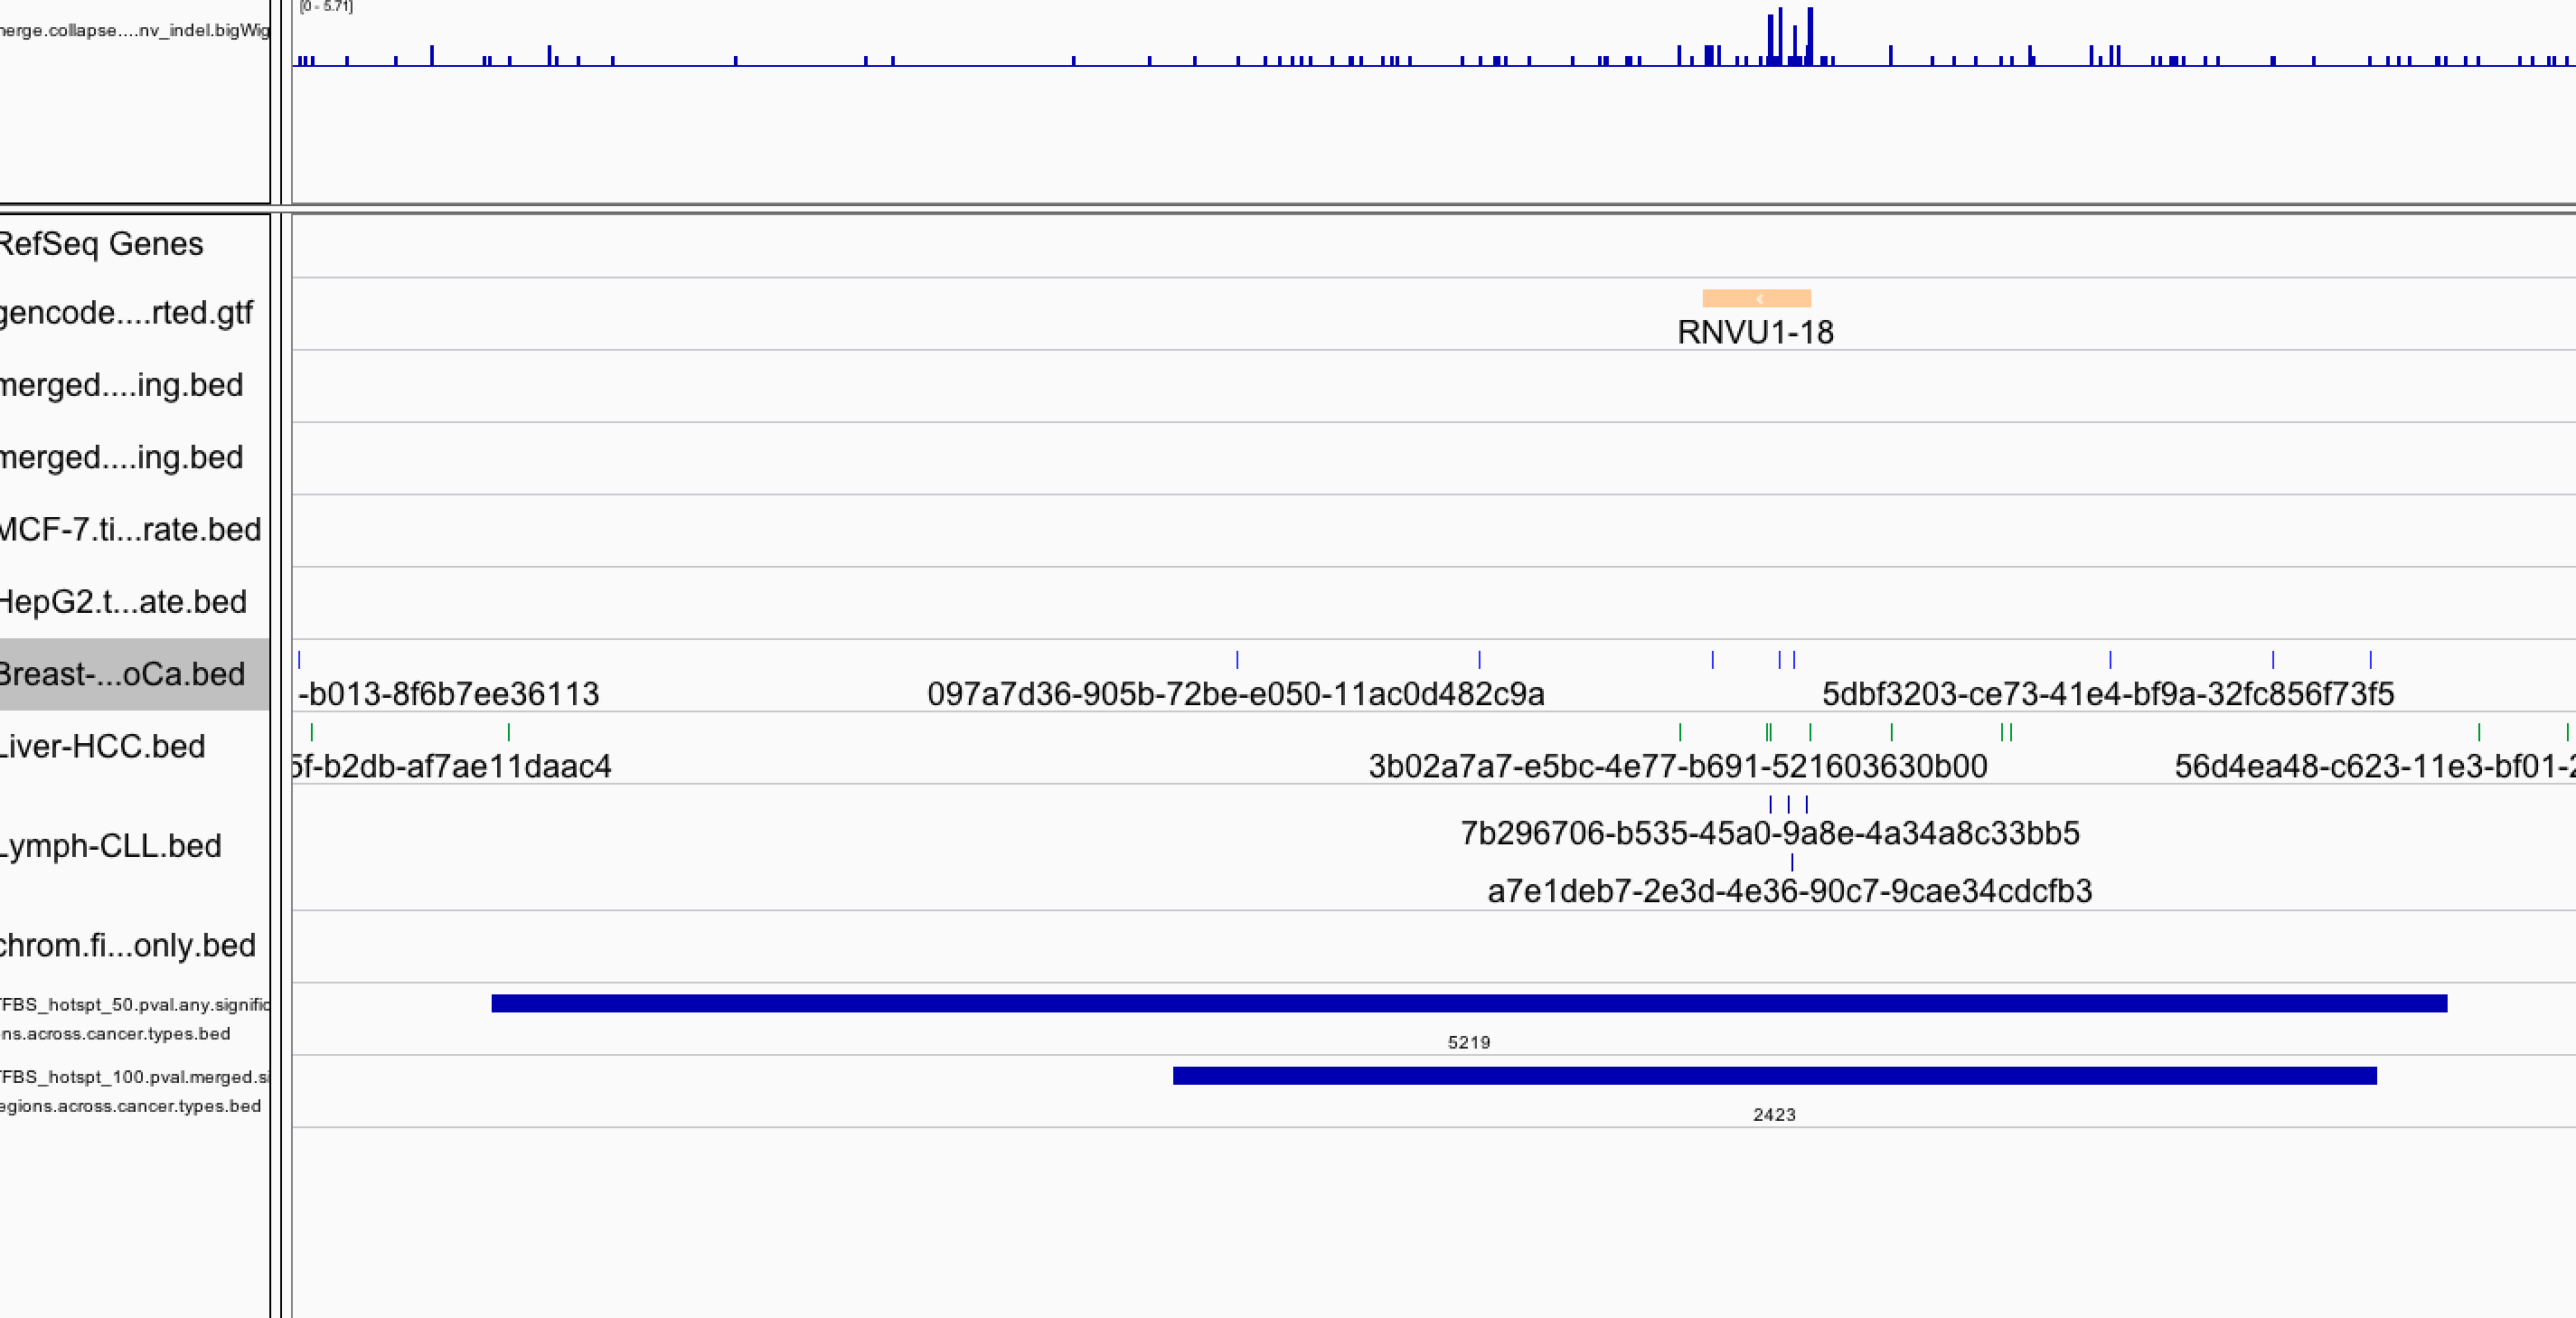 [0 - 5.71]
nerge.collapse....nv_indel.bigWig
RefSeq Genes
gencode....rted.gtf
RNVU1-18
merged....ing.bed
merged....ing.bed
MCF-7.ti...rate.bed
HepG2.t...ate.bed
Breast-...oCa.bed
-b013-8f6b7ee36113 097a7d36-905b-72be-e050-11ac0d482c9a 5dbf3203-ce73-41e4-bf9a-32fc856f73f5
Liver-HCC.bed
5f-b2db-af7ae11daac4 3b02a7a7-e5bc-4e77-b691-521603630b00 56d4ea48-c623-11e3-bf01-2
7b296706-b535-45a0-9a8e-4a34a8c33bb5
Lymph-CLL.bed
a7e1deb7-2e3d-4e36-90c7-9cae34cdcfb3
chrom.fi...only.bed
TFBS_hotspt_50.pval.any.signific
ns.across.cancer.types.bed
5219
TFBS_hotspt_100.pval.merged.si
egions.across.cancer.types.bed
2423